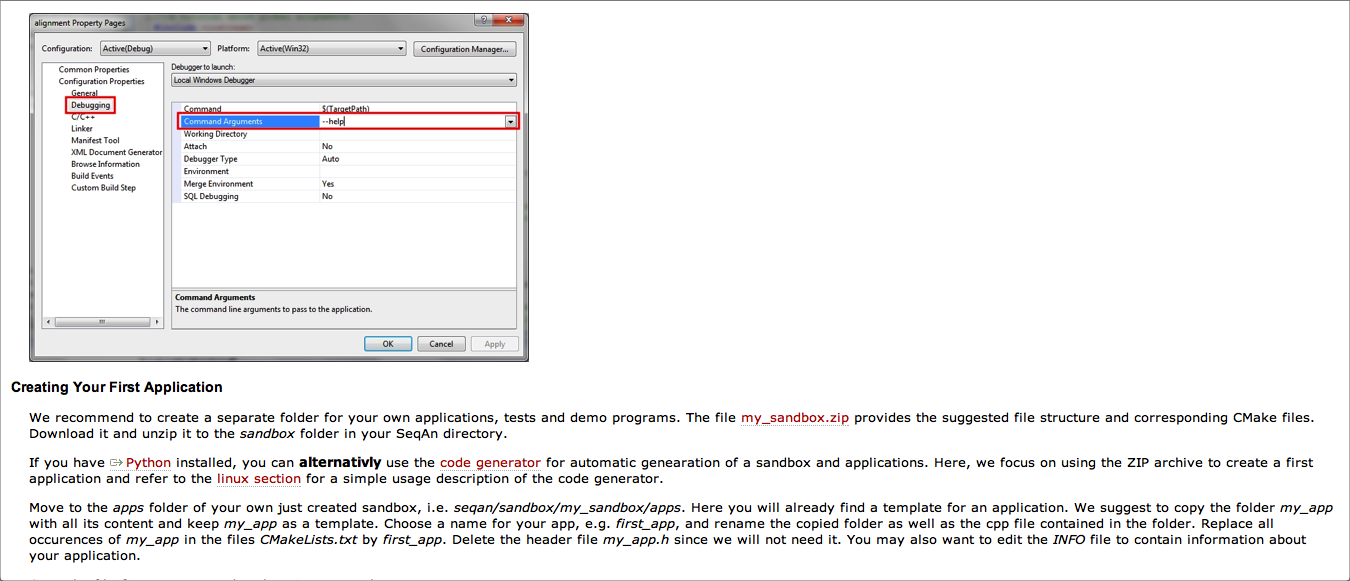 alignment Property Pages
Configuration: Active(Debug) Platform: Active(Win32) Configuration Manager...
Common Properties
Configuration Properties
General
Debugging
C/C++
Linker
Manifest Tool
XML Document Generator
Browse Information
Build Events
Custom Build Step
Debugger to launch:
Local Windows Debugger
Command $(TargetPath)
Command Arguments --help
Working Directory
Attach No
Debugger Type Auto
Environment
Merge Environment Yes
SQL Debugging No
Command Arguments
The command line arguments to pass to the application.
OK Cancel Apply
Creating Your First Application
We recommend to create a separate folder for your own applications, tests and demo programs. The file my_sandbox.zip provides the suggested file structure and corresponding CMake files.
Download it and unzip it to the sandbox folder in your SeqAn directory.
If you have Python installed, you can alternativly use the code generator for automatic genearation of a sandbox and applications. Here, we focus on using the ZIP archive to create a first
application and refer to the linux section for a simple usage description of the code generator.
Move to the apps folder of your own just created sandbox, i.e. seqan/sandbox/my_sandbox/apps. Here you will already find a template for an application. We suggest to copy the folder my_app
with all its content and keep my_app as a template. Choose a name for your app, e.g. first_app, and rename the copied folder as well as the cpp file contained in the folder. Replace all
occurences of my_app in the files CMakeLists.txt by first_app. Delete the header file my_app.h since we will not need it. You may also want to edit the INFO file to contain information about
your application.